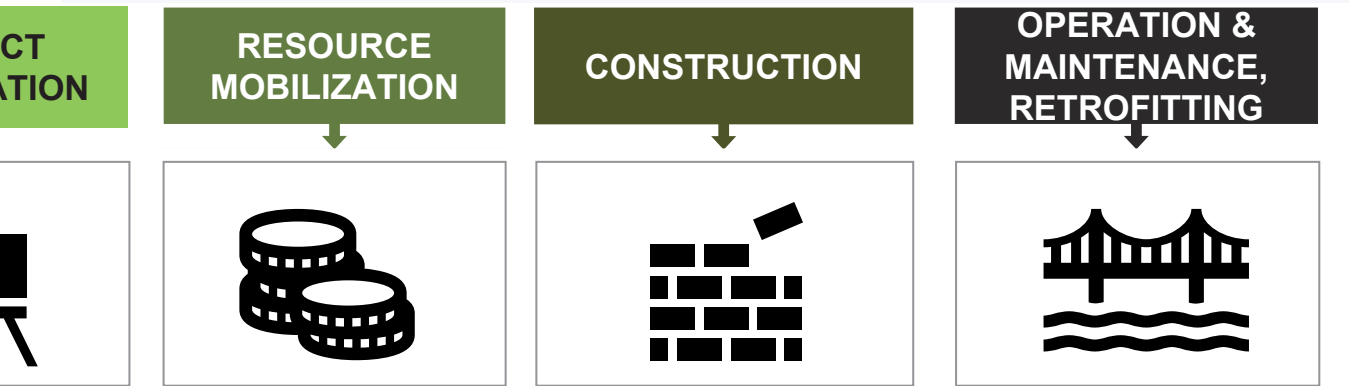 CT
ATION
RESOURCE
MOBILIZATION
CONSTRUCTION
OPERATION &
MAINTENANCE,
RETROFITTING